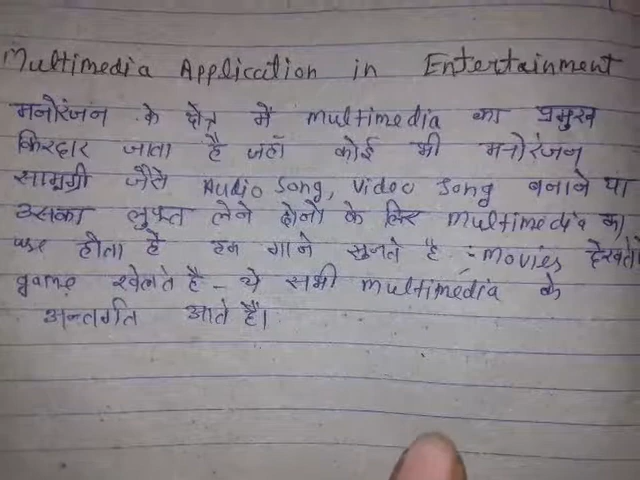 Multimedia Application in Entertainment
मनोरंजन के क्षेत्र में multimedia का प्रमुख
किरदार जाता है जहाँ कोई भी मनोरंजन
सामग्री जैसे Audio song, video song बनाने या
उसका लुफ्त लेने दोनो के लिए multimedia का
use होता है हम गाने सुनते है movies देखते
game खेलते है - ये सभी multimedia के
अन्तर्गत आते हैं।